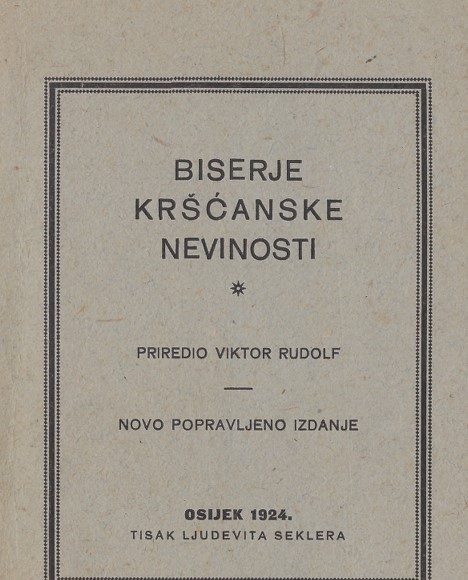 BISERJE
KRŠĆANSKE
NEVINOSTI
PRIREDIO VIKTOR RUDOLF
NOVO POPRAVLJENO IZDANJE
OSIJEK 1924.
TISAK LJUDEVITA SEKLERA